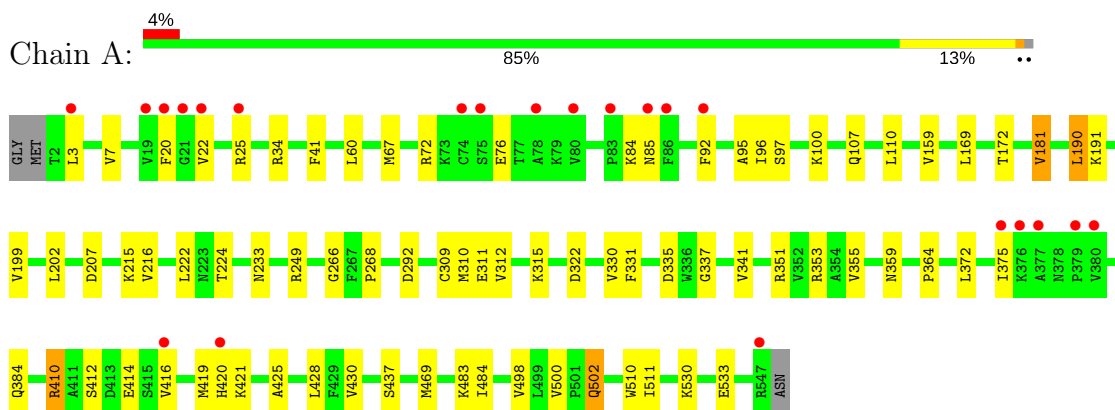 4%
Chain A:
85% 13% ••
GLY MET T2 L3 V7 V19 F20 G21 V22 R25 R34 F41 L60 M67 R72 K73 C74 S75 E76 T77 A78 K79 V80 P83 K84 N85 F86 F92 A95 I96 S97 K100 Q107 L110 V159 L169 T172 V181 L190 K191
V199 L202 D207 K215 V216 L222 N223 T224 N233 R249 G266 F267 P268 D292 C309 M310 E311 V312 K315 D322 V330 F331 D335 W336 G337 V341 R351 V352 R353 A354 V355 N359 P364 L372 I375 K376 A377 N378 P379 V380
Q384 R410 A411 S412 D413 E414 S415 V416 M419 H420 K421 A425 L428 F429 V430 S437 M469 K483 I484 V498 L499 V500 P501 Q502 W510 I511 K530 E533 R547 ASN